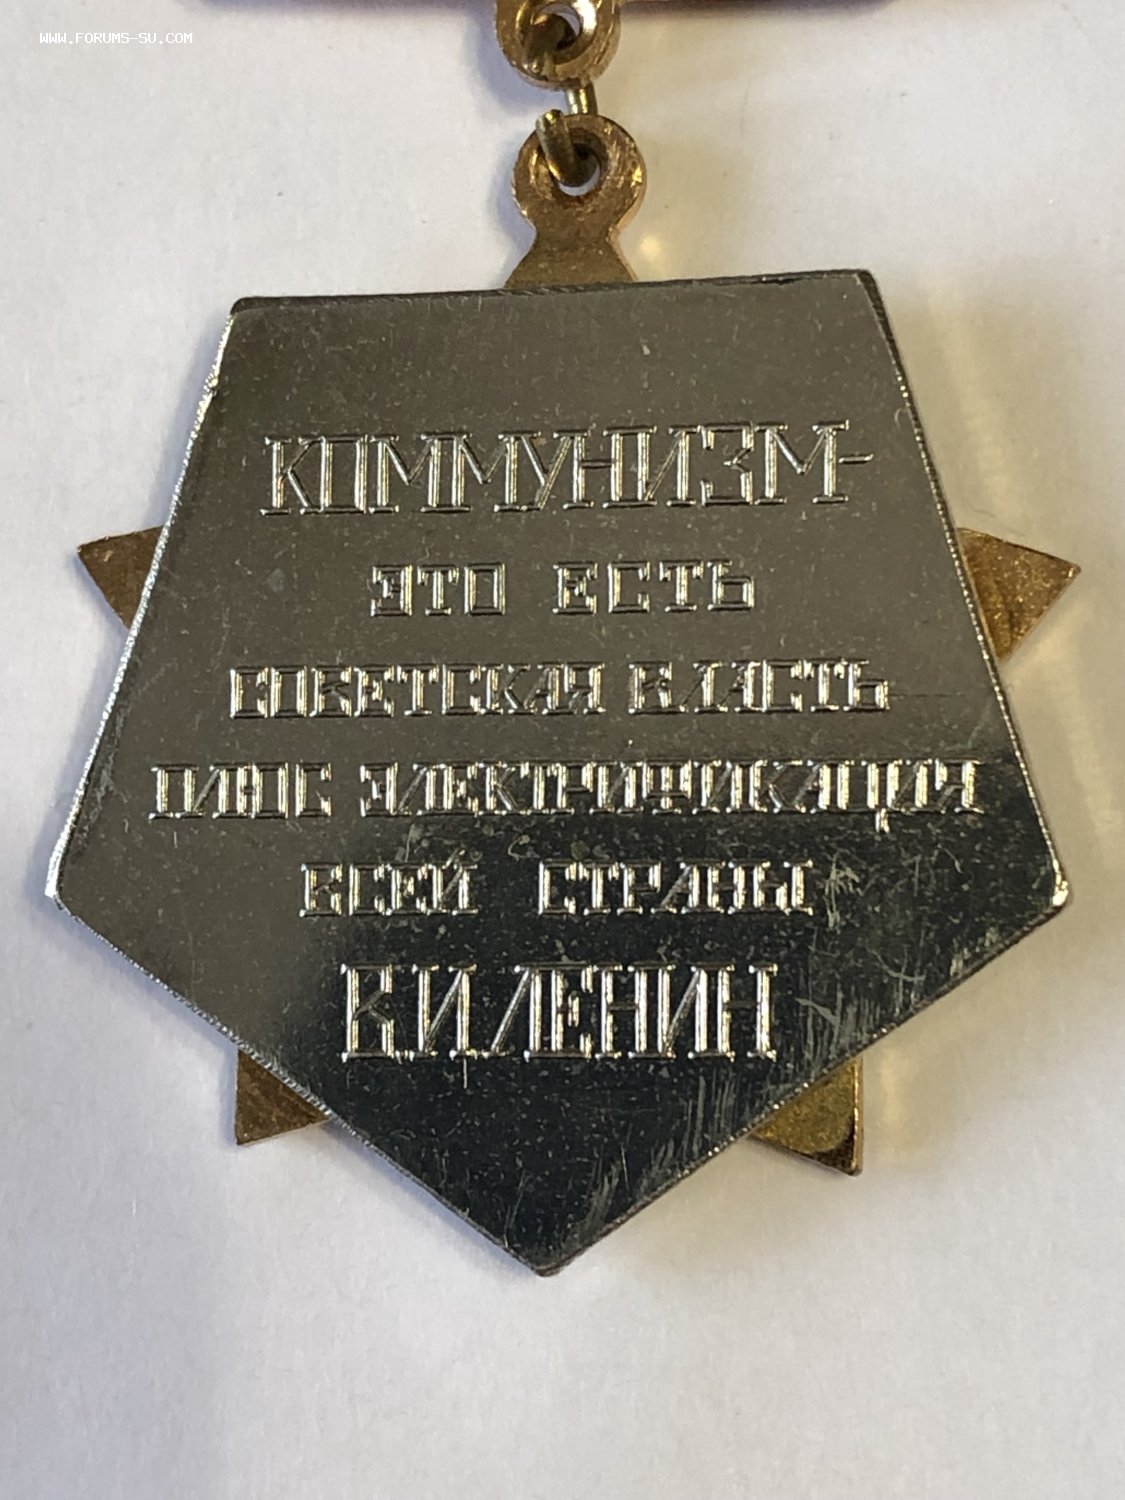 WWW.FORUMS-SU.COM
КОММУНИЗМ-
ЭТО ЕСТЬ
СОВЕТСКАЯ ВЛАСТЬ
ПЛЮС ЭЛЕКТРИФИКАЦИЯ
ВСЕЙ СТРАНЫ
В.И.ЛЕНИН